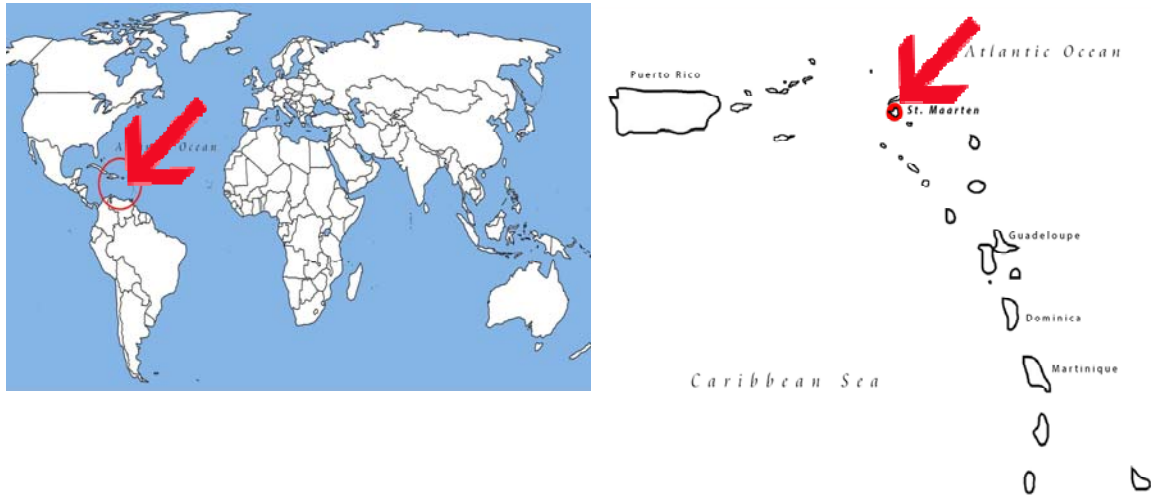 Ocean
Atlantic Ocean
Puerto Rico
St. Maarten
Guadeloupe
Dominica
Martinique
Caribbean Sea